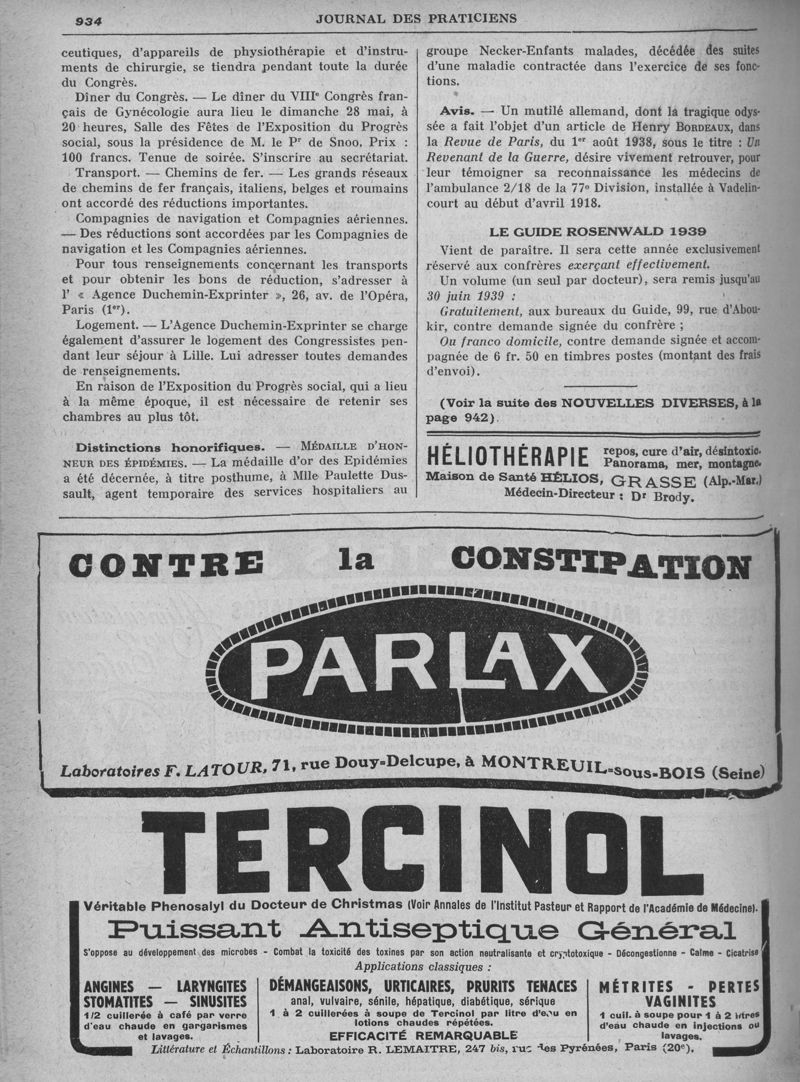 934
JOURNAL DES PRATICIENS
ceutiques, d'appareils de physiothérapie et d'instru-
ments de chirurgie, se tiendra pendant toute la durée
du Congrès.
Dîner du Congrès. — Le dîner du VIIIe Congrès fran-
çais de Gynécologie aura lieu le dimanche 28 mai, à
20 heures, Salle des Fêtes de l'Exposition du Progrès
social, sous la présidence de M. le Pr de Snoo. Prix :
100 francs. Tenue de soirée. S'inscrire au secrétariat.
Transport. — Chemins de fer. — Les grands réseaux
de chemins de fer français, italiens, belges et roumains
ont accordé des réductions importantes.
Compagnies de navigation et Compagnies aériennes.
— Des réductions sont accordées par les Compagnies de
navigation et les Compagnies aériennes.
Pour tous renseignements concernant les transports
et pour obtenir les bons de réduction, s'adresser à
l' « Agence Duchemin-Exprinter », 26, av. de l'Opéra,
Paris (1er).
Logement. — L'Agence Duchemin-Exprinter se charge
également d'assurer le logement des Congressistes pen-
dant leur séjour à Lille. Lui adresser toutes demandes
de renseignements.
En raison de l'Exposition du Progrès social, qui a lieu
à la même époque, il est nécessaire de retenir ses
chambres au plus tôt.
Distinctions honorifiques. — MÉDAILLE D'HON-
NEUR DES ÉPIDÉMIES. — La médaille d'or des Epidémies
a été décernée, à titre posthume, à Mlle Paulette Dus-
sault, agent temporaire des services hospitaliers au
groupe Necker-Enfants malades, décédée des suites
d'une maladie contractée dans l'exercice de ses fonc-
tions.
Avis. — Un mutilé allemand, dont la tragique odys-
sée a fait l'objet d'un article de Henry BORDEAUX, dans
la Revue de Paris, du 1er août 1938, sous le titre : Un
Revenant de la Guerre, désire vivement retrouver, pour
leur témoigner sa reconnaissance les médecins de
l'ambulance 2/18 de la 77e Division, installée à Vadelin-
court au début d'avril 1918.
LE GUIDE ROSENWALD 1939
Vient de paraître. Il sera cette année exclusivement
réservé aux confrères exerçant effectivement.
Un volume (un seul par docteur), sera remis jusqu'au
30 juin 1939 :
Gratuitement, aux bureaux du Guide, 99, rue d'Abou-
kir, contre demande signée du confrère ;
Ou franco domicile, contre demande signée et accom-
pagnée de 6 fr. 50 en timbres postes (montant des frais
d'envoi).
(Voir la suite des NOUVELLES DIVERSES, à la
page 942).
HÉLIOTHÉRAPIE repos, cure d'air, désintoxic.
Panorama, mer, montagne.
Maison de Santé HÉLIOS, GRASSE (Alp.-Mar.)
Médecin-Directeur : Dr Brody.
CONTRE la CONSTIPATION
PARLAX
Laboratoires F. LATOUR, 71, rue Douy-Delcupe, à MONTREUIL-sous-BOIS (Seine)
TERCINOL
Véritable Phenosalyl du Docteur de Christmas (Voir Annales de l'Institut Pasteur et Rapport de l'Académie de Médecine).
Puissant Antiseptique Général
S'oppose au développement des microbes - Combat la toxicité des toxines par son action neutralisante et cryptotoxique - Décongestionne - Calme - Cicatrise
Applications classiques :
ANGINES — LARYNGITES
STOMATITES — SINUSITES
1/2 cuillerée à café par verre
d'eau chaude en gargarismes
et lavages.
DÉMANGEAISONS, URTICAIRES, PRURITS TENACES
anal, vulvaire, sénile, hépatique, diabétique, sérique
1 à 2 cuillerées à soupe de Tercinol par litre d'eau en
lotions chaudes répétées.
EFFICACITÉ REMARQUABLE
MÉTRITES - PERTES
VAGINITES
1 cuil. à soupe pour 1 à 2 litres
d'eau chaude en injections ou
lavages.
Littérature et Échantillons : Laboratoire R. LEMAITRE, 247 bis, rue des Pyrénées, Paris (20e).